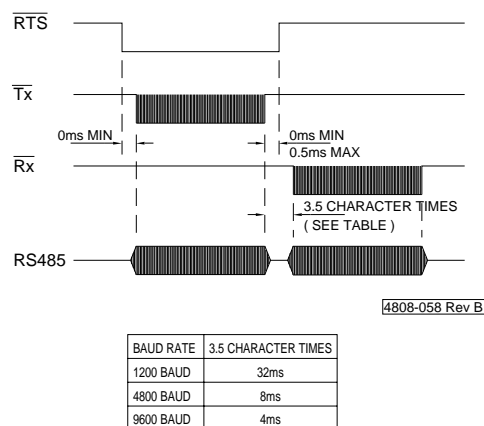 RTS
Tx
0ms MIN
0ms MIN
0.5ms MAX
Rx
3.5 CHARACTER TIMES
( SEE TABLE )
RS485
4808-058 Rev B
BAUD RATE 3.5 CHARACTER TIMES
1200 BAUD 32ms
4800 BAUD 8ms
9600 BAUD 4ms